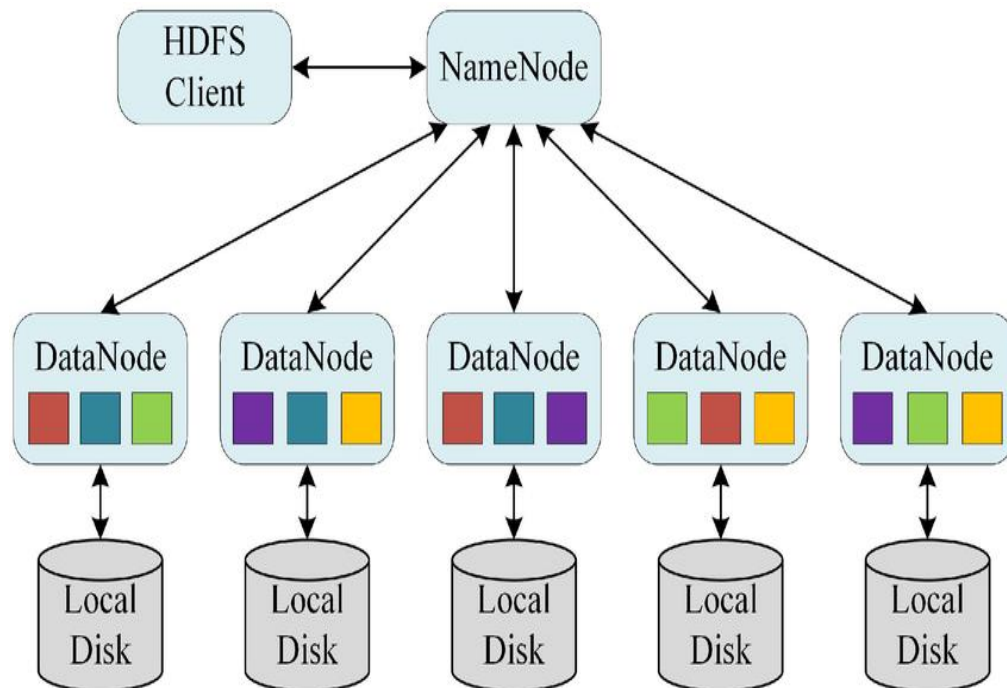 HDFS
Client
NameNode
DataNode
DataNode
DataNode
DataNode
DataNode
Local
Disk
Local
Disk
Local
Disk
Local
Disk
Local
Disk